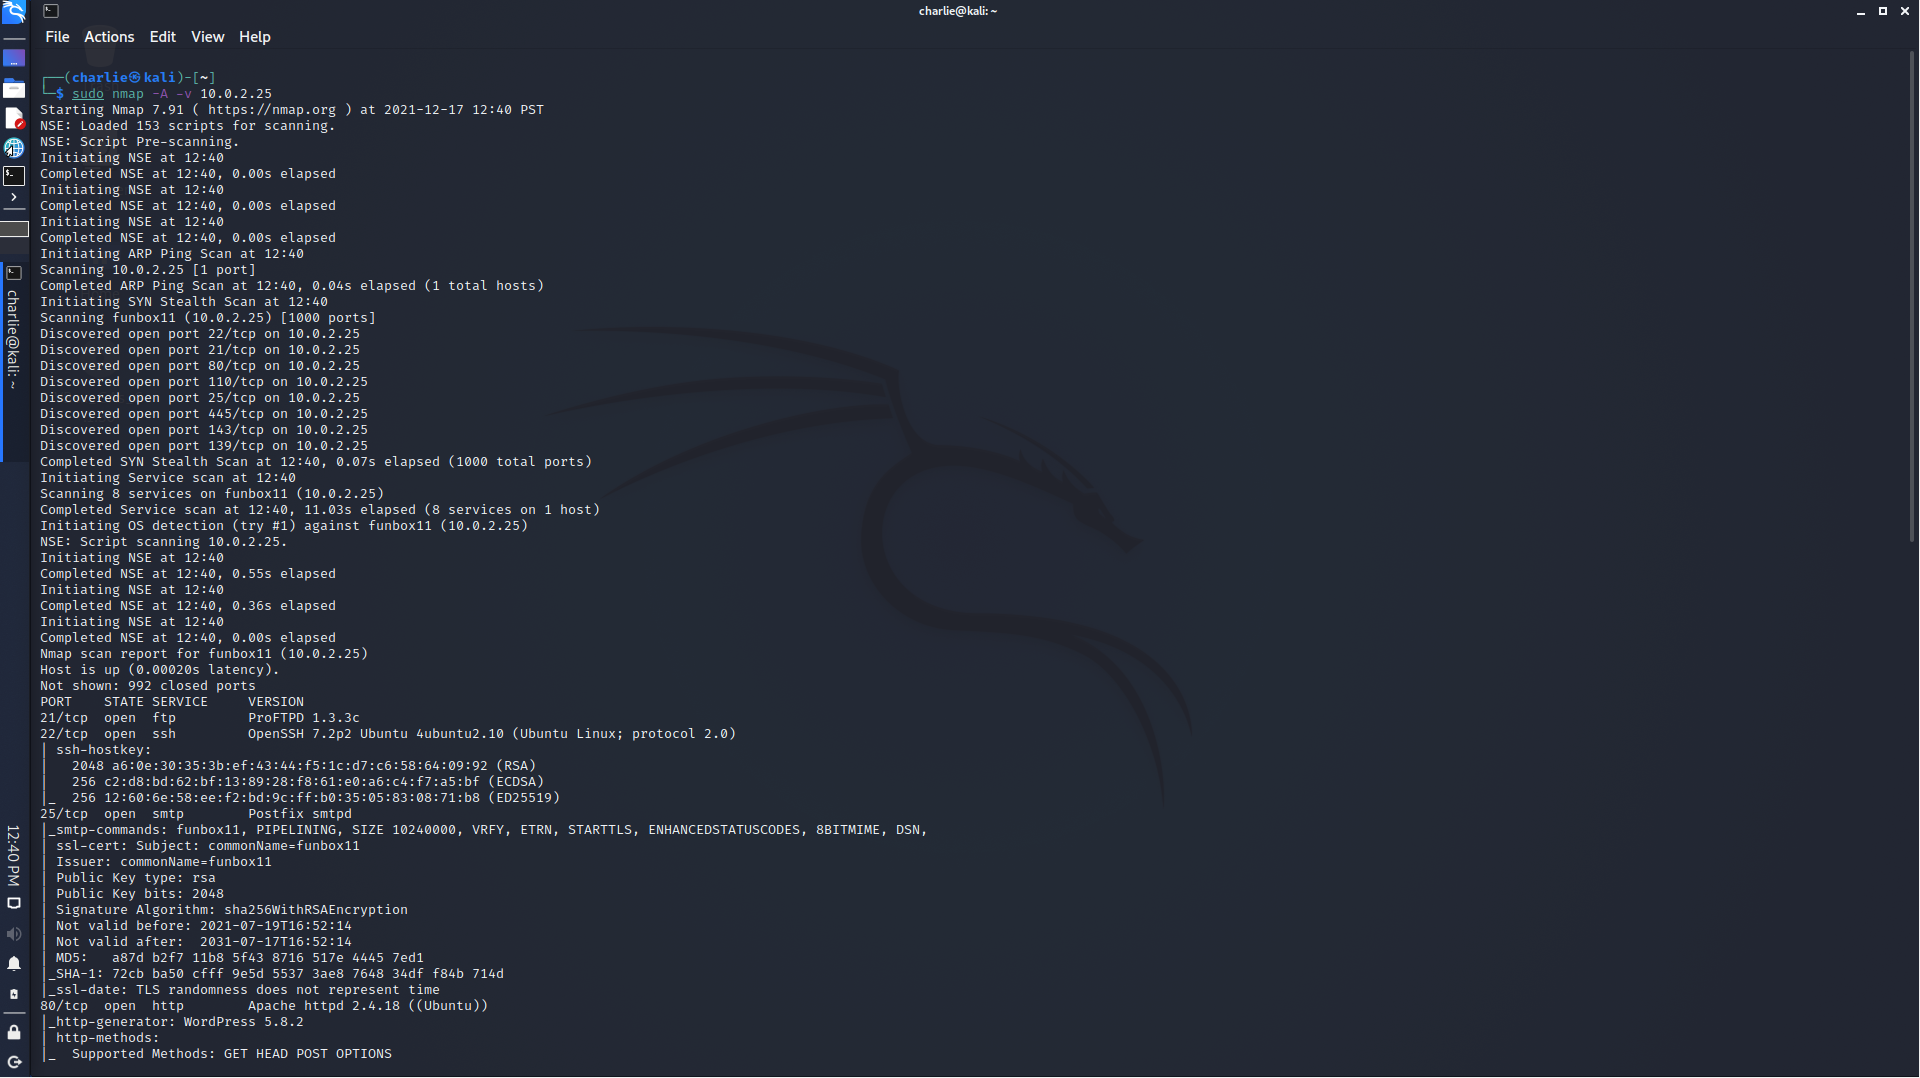 charlie@kali: ~
File Actions Edit View Help
┌──(charlie㉿kali)-[~]
└─$ sudo nmap -A -v 10.0.2.25
Starting Nmap 7.91 ( https://nmap.org ) at 2021-12-17 12:40 PST
NSE: Loaded 153 scripts for scanning.
NSE: Script Pre-scanning.
Initiating NSE at 12:40
Completed NSE at 12:40, 0.00s elapsed
Initiating NSE at 12:40
Completed NSE at 12:40, 0.00s elapsed
Initiating NSE at 12:40
Completed NSE at 12:40, 0.00s elapsed
Initiating ARP Ping Scan at 12:40
Scanning 10.0.2.25 [1 port]
Completed ARP Ping Scan at 12:40, 0.04s elapsed (1 total hosts)
Initiating SYN Stealth Scan at 12:40
Scanning funbox11 (10.0.2.25) [1000 ports]
Discovered open port 22/tcp on 10.0.2.25
Discovered open port 21/tcp on 10.0.2.25
Discovered open port 80/tcp on 10.0.2.25
Discovered open port 110/tcp on 10.0.2.25
Discovered open port 25/tcp on 10.0.2.25
Discovered open port 445/tcp on 10.0.2.25
Discovered open port 143/tcp on 10.0.2.25
Discovered open port 139/tcp on 10.0.2.25
Completed SYN Stealth Scan at 12:40, 0.07s elapsed (1000 total ports)
Initiating Service scan at 12:40
Scanning 8 services on funbox11 (10.0.2.25)
Completed Service scan at 12:40, 11.03s elapsed (8 services on 1 host)
Initiating OS detection (try #1) against funbox11 (10.0.2.25)
NSE: Script scanning 10.0.2.25.
Initiating NSE at 12:40
Completed NSE at 12:40, 0.55s elapsed
Initiating NSE at 12:40
Completed NSE at 12:40, 0.36s elapsed
Initiating NSE at 12:40
Completed NSE at 12:40, 0.00s elapsed
Nmap scan report for funbox11 (10.0.2.25)
Host is up (0.00020s latency).
Not shown: 992 closed ports
PORT    STATE SERVICE     VERSION
21/tcp  open  ftp         ProFTPD 1.3.3c
22/tcp  open  ssh         OpenSSH 7.2p2 Ubuntu 4ubuntu2.10 (Ubuntu Linux; protocol 2.0)
| ssh-hostkey:
|   2048 a6:0e:30:35:3b:ef:43:44:f5:1c:d7:c6:58:64:09:92 (RSA)
|   256 c2:d8:bd:62:bf:13:89:28:f8:61:e0:a6:c4:f7:a5:bf (ECDSA)
|_  256 12:60:6e:58:ee:f2:bd:9c:ff:b0:35:05:83:08:71:b8 (ED25519)
25/tcp  open  smtp        Postfix smtpd
|_smtp-commands: funbox11, PIPELINING, SIZE 10240000, VRFY, ETRN, STARTTLS, ENHANCEDSTATUSCODES, 8BITMIME, DSN,
| ssl-cert: Subject: commonName=funbox11
| Issuer: commonName=funbox11
| Public Key type: rsa
| Public Key bits: 2048
| Signature Algorithm: sha256WithRSAEncryption
| Not valid before: 2021-07-19T16:52:14
| Not valid after:  2031-07-17T16:52:14
| MD5:   a87d b2f7 11b8 5f43 8716 517e 4445 7ed1
|_SHA-1: 72cb ba50 cfff 9e5d 5537 3ae8 7648 34df f84b 714d
|_ssl-date: TLS randomness does not represent time
80/tcp  open  http        Apache httpd 2.4.18 ((Ubuntu))
|_http-generator: WordPress 5.8.2
| http-methods:
|_  Supported Methods: GET HEAD POST OPTIONS
charlie@kali: ~
12:40 PM